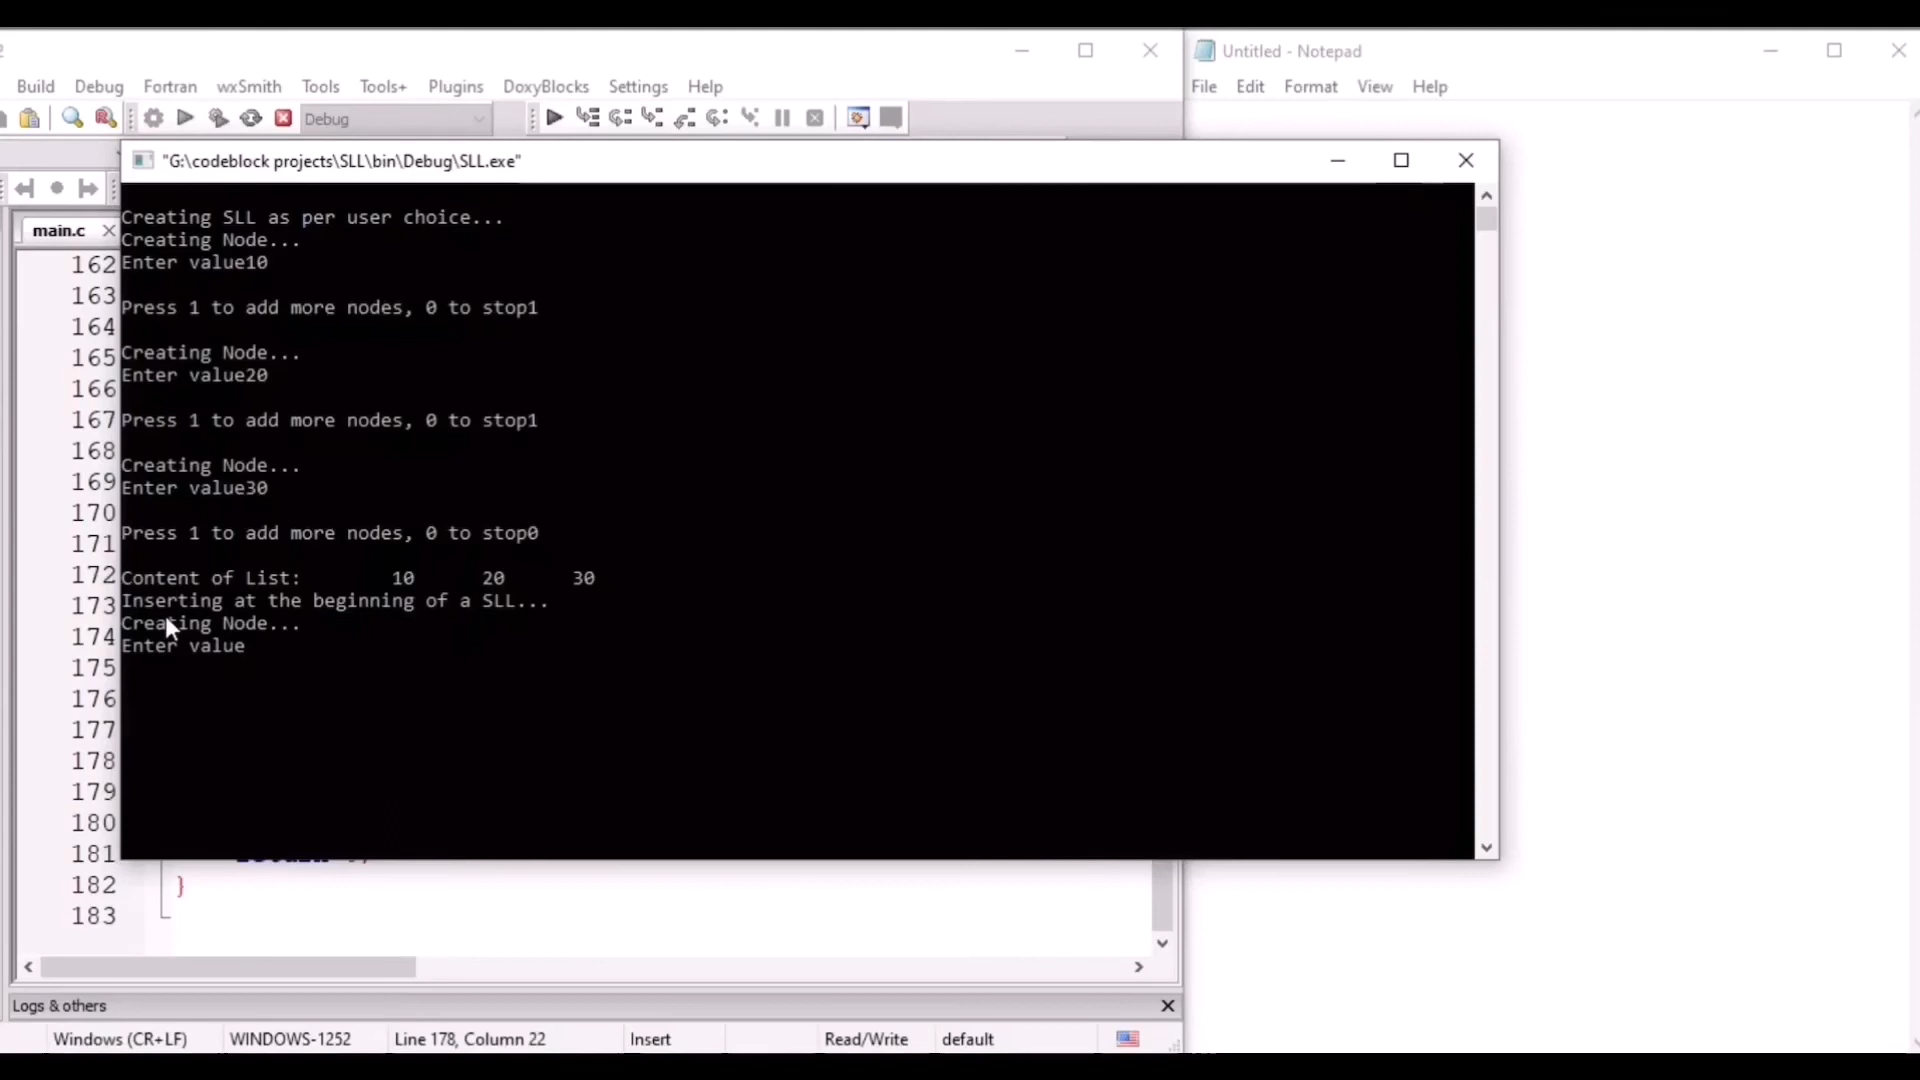 Untitled - Notepad
Build Debug Fortran wxSmith Tools Tools+ Plugins DoxyBlocks Settings Help
File Edit Format View Help
Debug
"G:\codeblock projects\SLL\bin\Debug\SLL.exe"
main.c
Creating SLL as per user choice...
Creating Node...
162 Enter value10
163
Press 1 to add more nodes, 0 to stop1
164
Creating Node...
165
Enter value20
166
167 Press 1 to add more nodes, 0 to stop1
168
Creating Node...
169 Enter value30
170
Press 1 to add more nodes, 0 to stop0
171
172 Content of List: 10 20 30
173 Inserting at the beginning of a SLL...
Creating Node...
174
Enter value
175
176
177
178
179
180
181
182 }
183
Logs & others
Windows (CR+LF) WINDOWS-1252 Line 178, Column 22 Insert Read/Write default